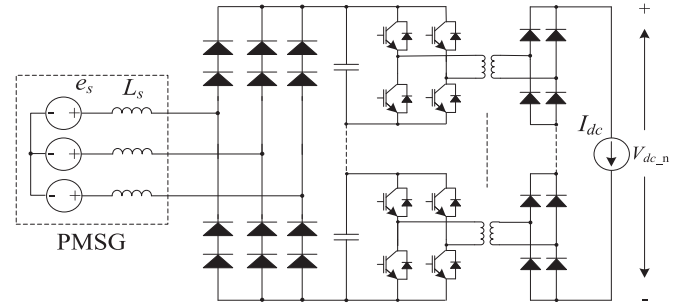 e_s L_s
- +
- +
- +
PMSG
I_dc
+
V_dc_n
-